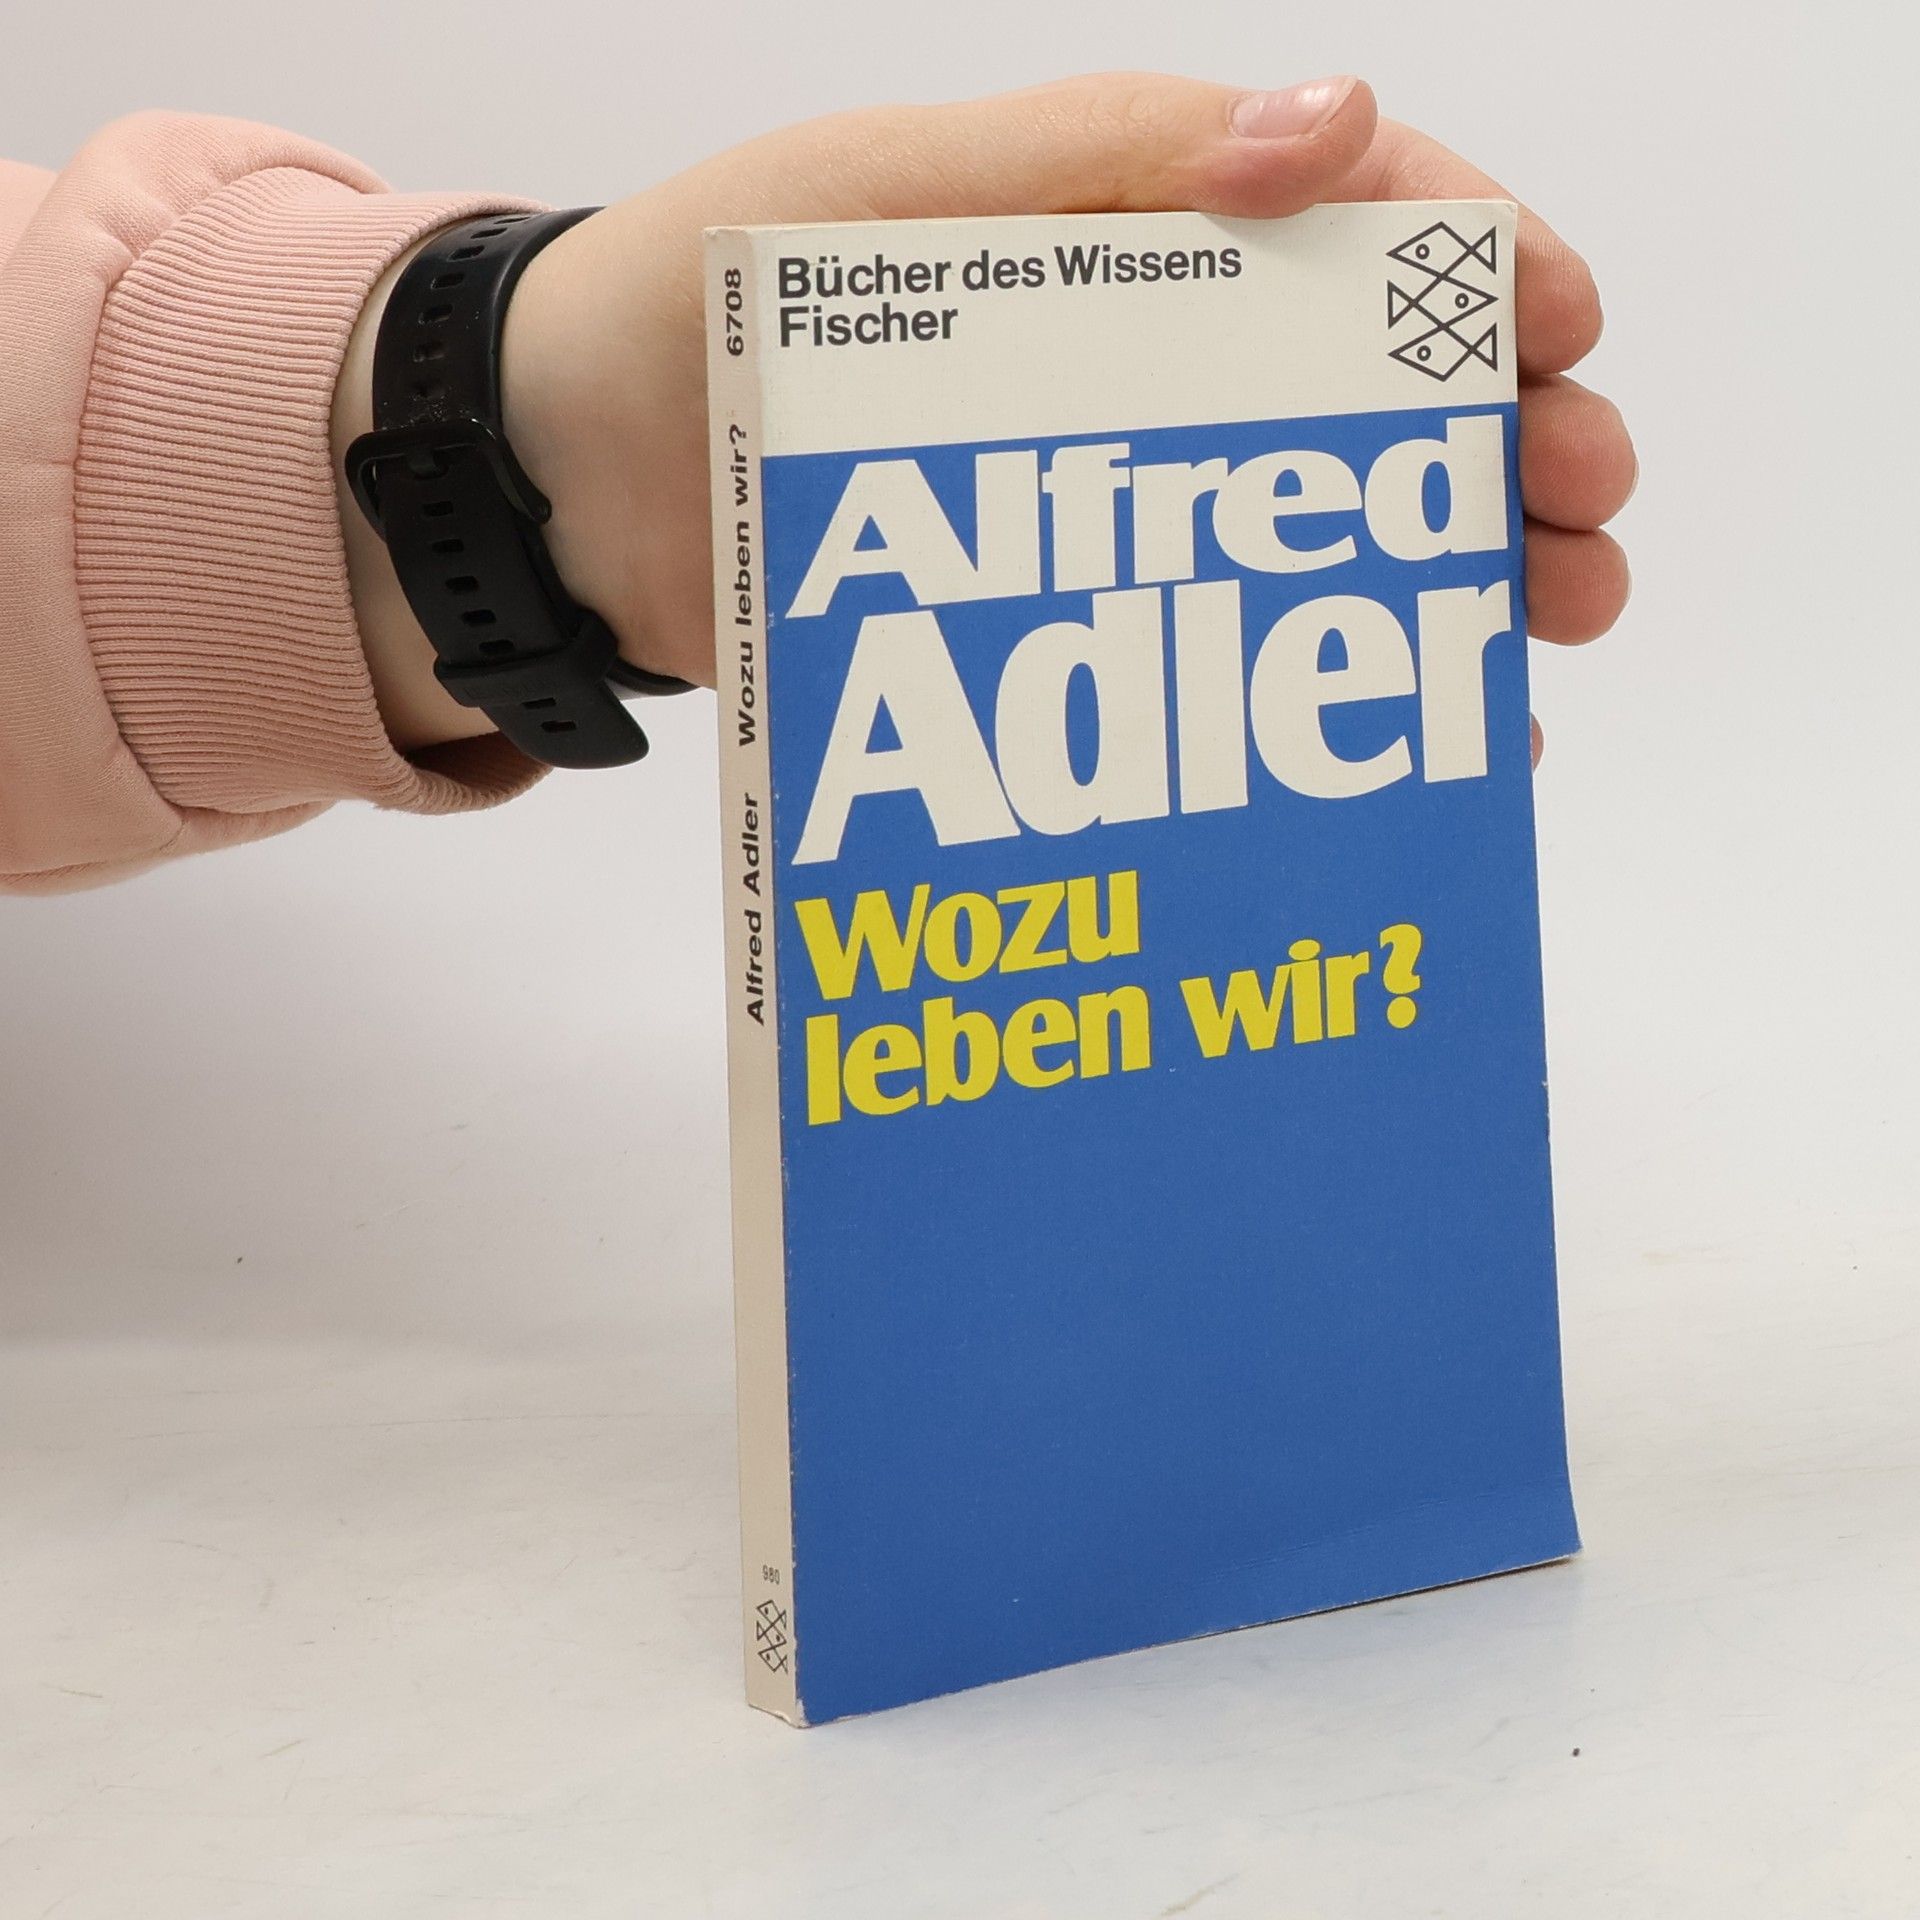 Bücher des Wissens
Fischer
Alfred
Adler
Wozu
leben wir?
Alfred Adler Wozu leben wir? 6708
980